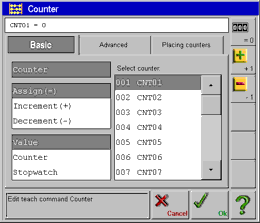 Counter
CNT01 = 0
Basic
Advanced
Placing counters
= 0
+ 1
- 1
Counter
Assign(=)
Increment(+)
Decrement(-)
Value
Counter
Stopwatch
Select counter:
001 CNT01
002 CNT02
003 CNT03
004 CNT04
005 CNT05
006 CNT06
007 CNT07
Edit teach command Counter
Cancel
Ok